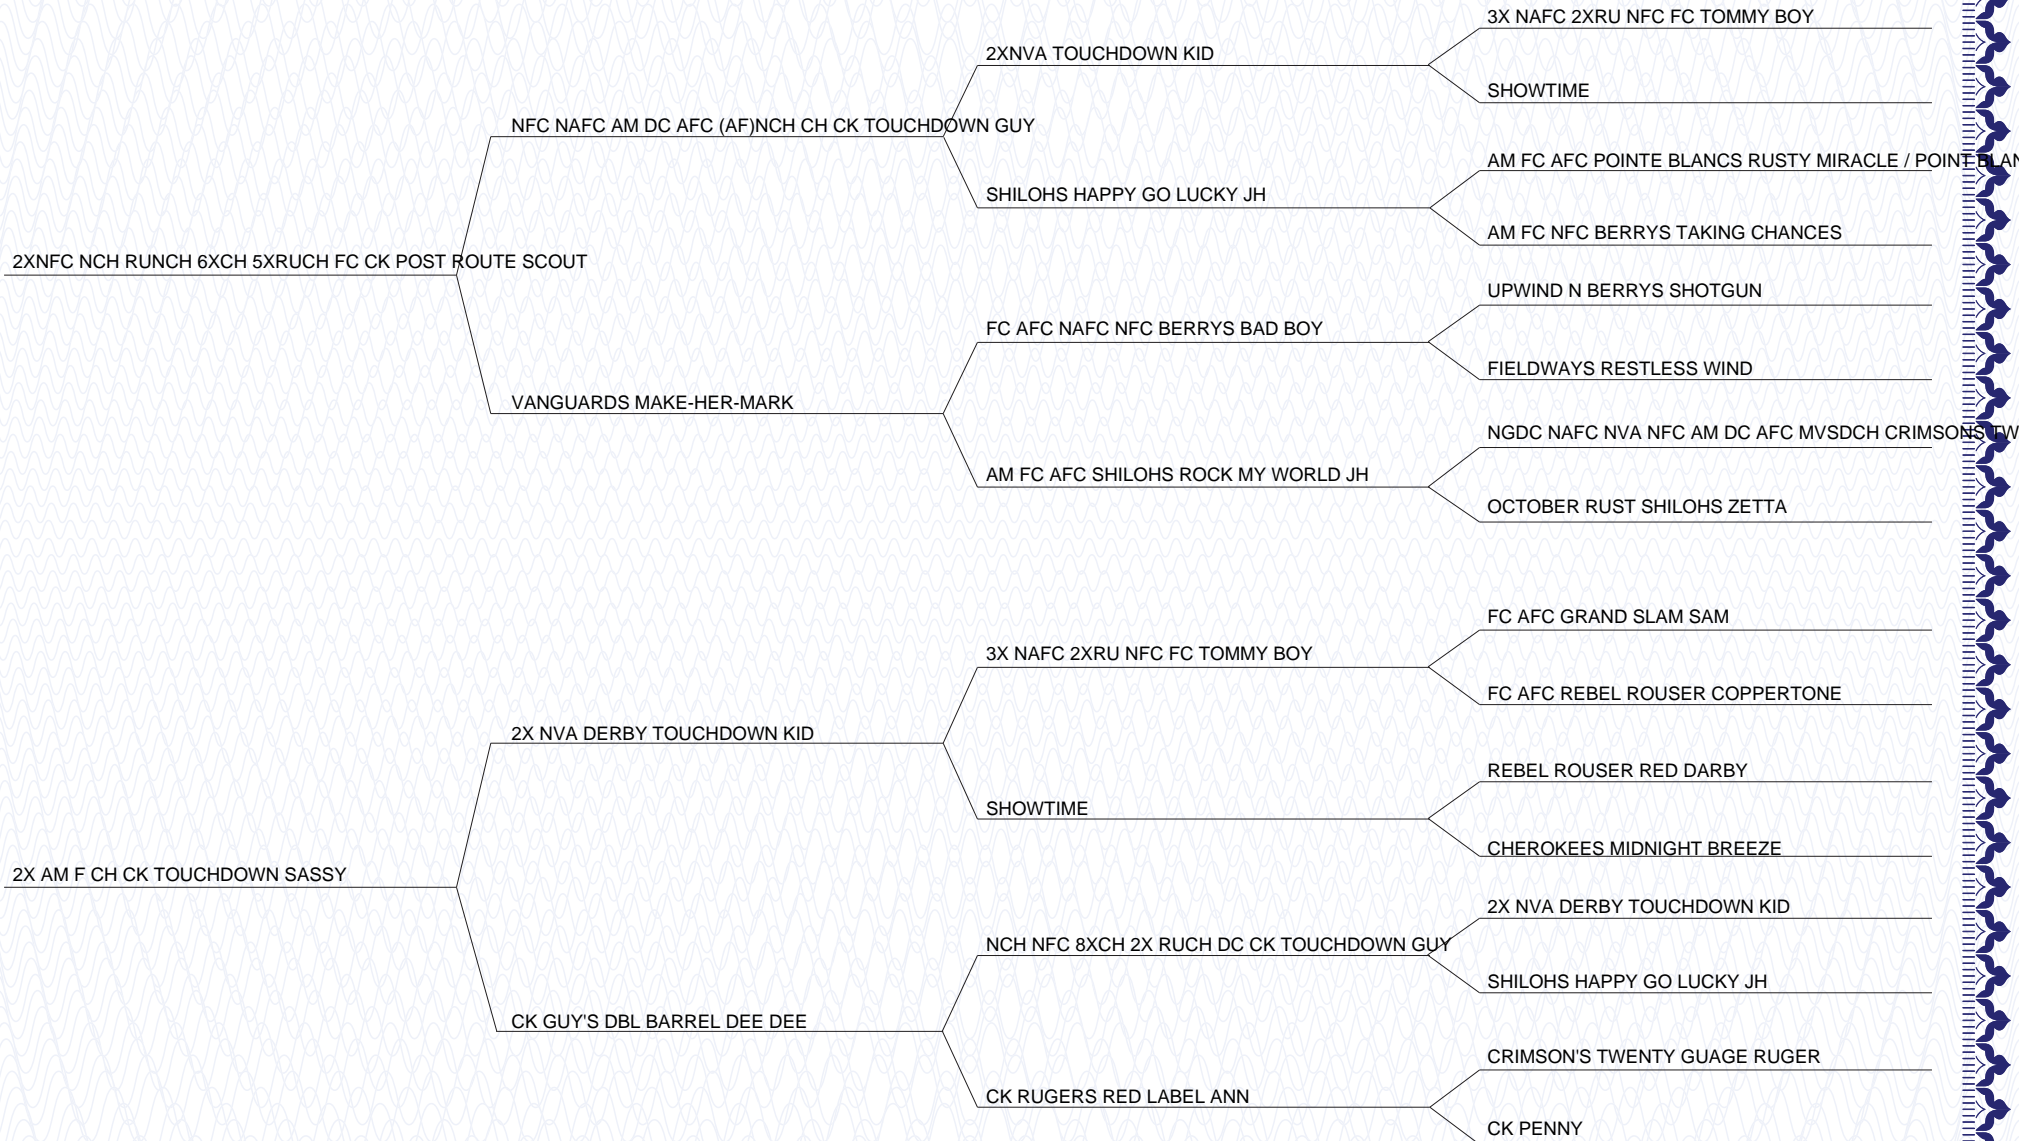 3X NAFC 2XRU NFC FC TOMMY BOY
2XNVA TOUCHDOWN KID
SHOWTIME
NFC NAFC AM DC AFC (AF)NCH CH CK TOUCHDOWN GUY
AM FC AFC POINTE BLANCS RUSTY MIRACLE / POINT BLAN
SHILOHS HAPPY GO LUCKY JH
AM FC NFC BERRYS TAKING CHANCES
2XNFC NCH RUNCH 6XCH 5XRUCH FC CK POST ROUTE SCOUT
UPWIND N BERRYS SHOTGUN
FC AFC NAFC NFC BERRYS BAD BOY
FIELDWAYS RESTLESS WIND
VANGUARDS MAKE-HER-MARK
NGDC NAFC NVA NFC AM DC AFC MVSDCH CRIMSONS TW
AM FC AFC SHILOHS ROCK MY WORLD JH
OCTOBER RUST SHILOHS ZETTA
FC AFC GRAND SLAM SAM
3X NAFC 2XRU NFC FC TOMMY BOY
FC AFC REBEL ROUSER COPPERTONE
2X NVA DERBY TOUCHDOWN KID
REBEL ROUSER RED DARBY
SHOWTIME
CHEROKEES MIDNIGHT BREEZE
2X AM F CH CK TOUCHDOWN SASSY
2X NVA DERBY TOUCHDOWN KID
NCH NFC 8XCH 2X RUCH DC CK TOUCHDOWN GUY
SHILOHS HAPPY GO LUCKY JH
CK GUY'S DBL BARREL DEE DEE
CRIMSON'S TWENTY GUAGE RUGER
CK RUGERS RED LABEL ANN
CK PENNY